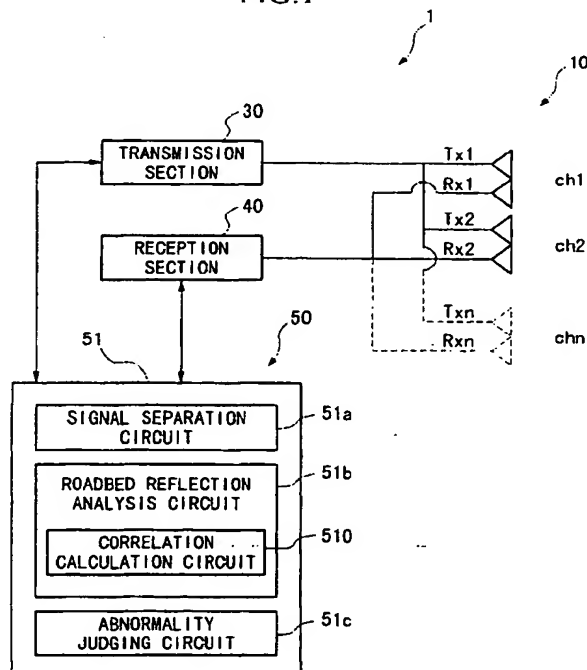 FIG.1
1
10
30
TRANSMISSION
SECTION
Tx1
Rx1
ch1
40
RECEPTION
SECTION
Tx2
Rx2
ch2
Txn
Rxn
chn
50
51
SIGNAL SEPARATION
CIRCUIT
51a
ROADBED REFLECTION
ANALYSIS CIRCUIT
51b
CORRELATION
CALCULATION CIRCUIT
510
ABNORMALITY
JUDGING CIRCUIT
51c